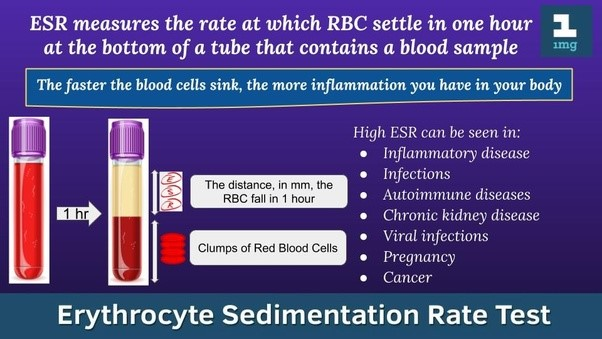 ESR measures the rate at which RBC settle in one hour
at the bottom of a tube that contains a blood sample
1
1mg
The faster the blood cells sink, the more inflammation you have in your body
1 hr
ESR
The distance, in mm, the
RBC fall in 1 hour
Clumps of Red Blood Cells
High ESR can be seen in:
● Inflammatory disease
● Infections
● Autoimmune diseases
● Chronic kidney disease
● Viral infections
● Pregnancy
● Cancer
Erythrocyte Sedimentation Rate Test